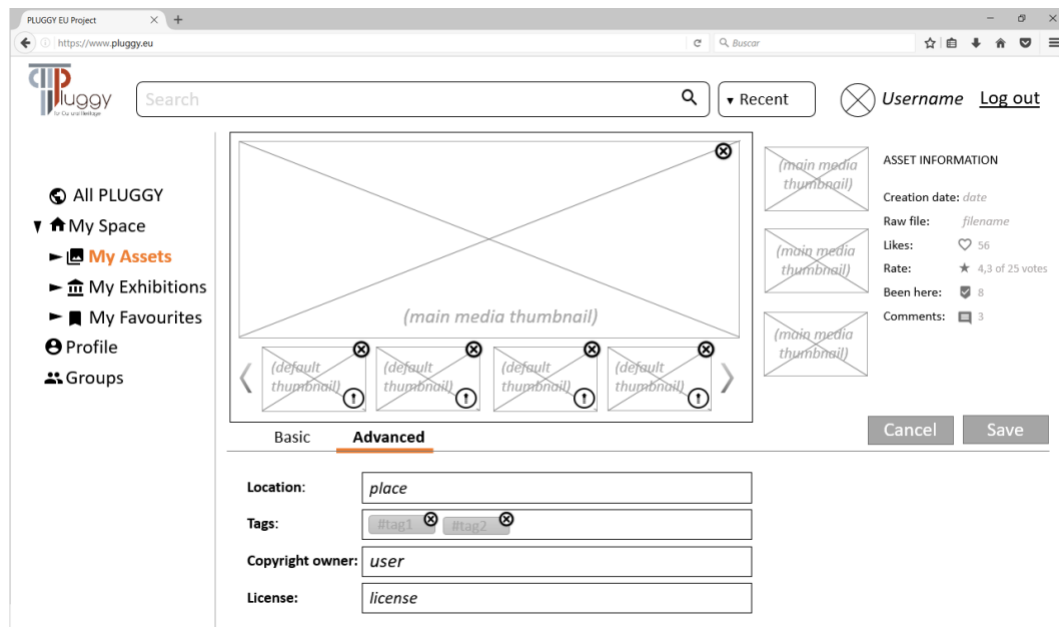 PLUGGY EU Project
https://www.pluggy.eu
Buscar
Pluggy
for Cultural Heritage
Search
Recent
Username
Log out
All PLUGGY
My Space
My Assets
My Exhibitions
My Favourites
Profile
Groups
(main media thumbnail)
(default
thumbnail)
(default
thumbnail)
(default
thumbnail)
(default
thumbnail)
(main media
thumbnail)
(main media
thumbnail)
(main media
thumbnail)
ASSET INFORMATION
Creation date: date
Raw file: filename
Likes: 56
Rate: 4,3 of 25 votes
Been here: 8
Comments: 3
Cancel
Save
Basic
Advanced
Location: place
Tags: #tag1 #tag2
Copyright owner: user
License: license